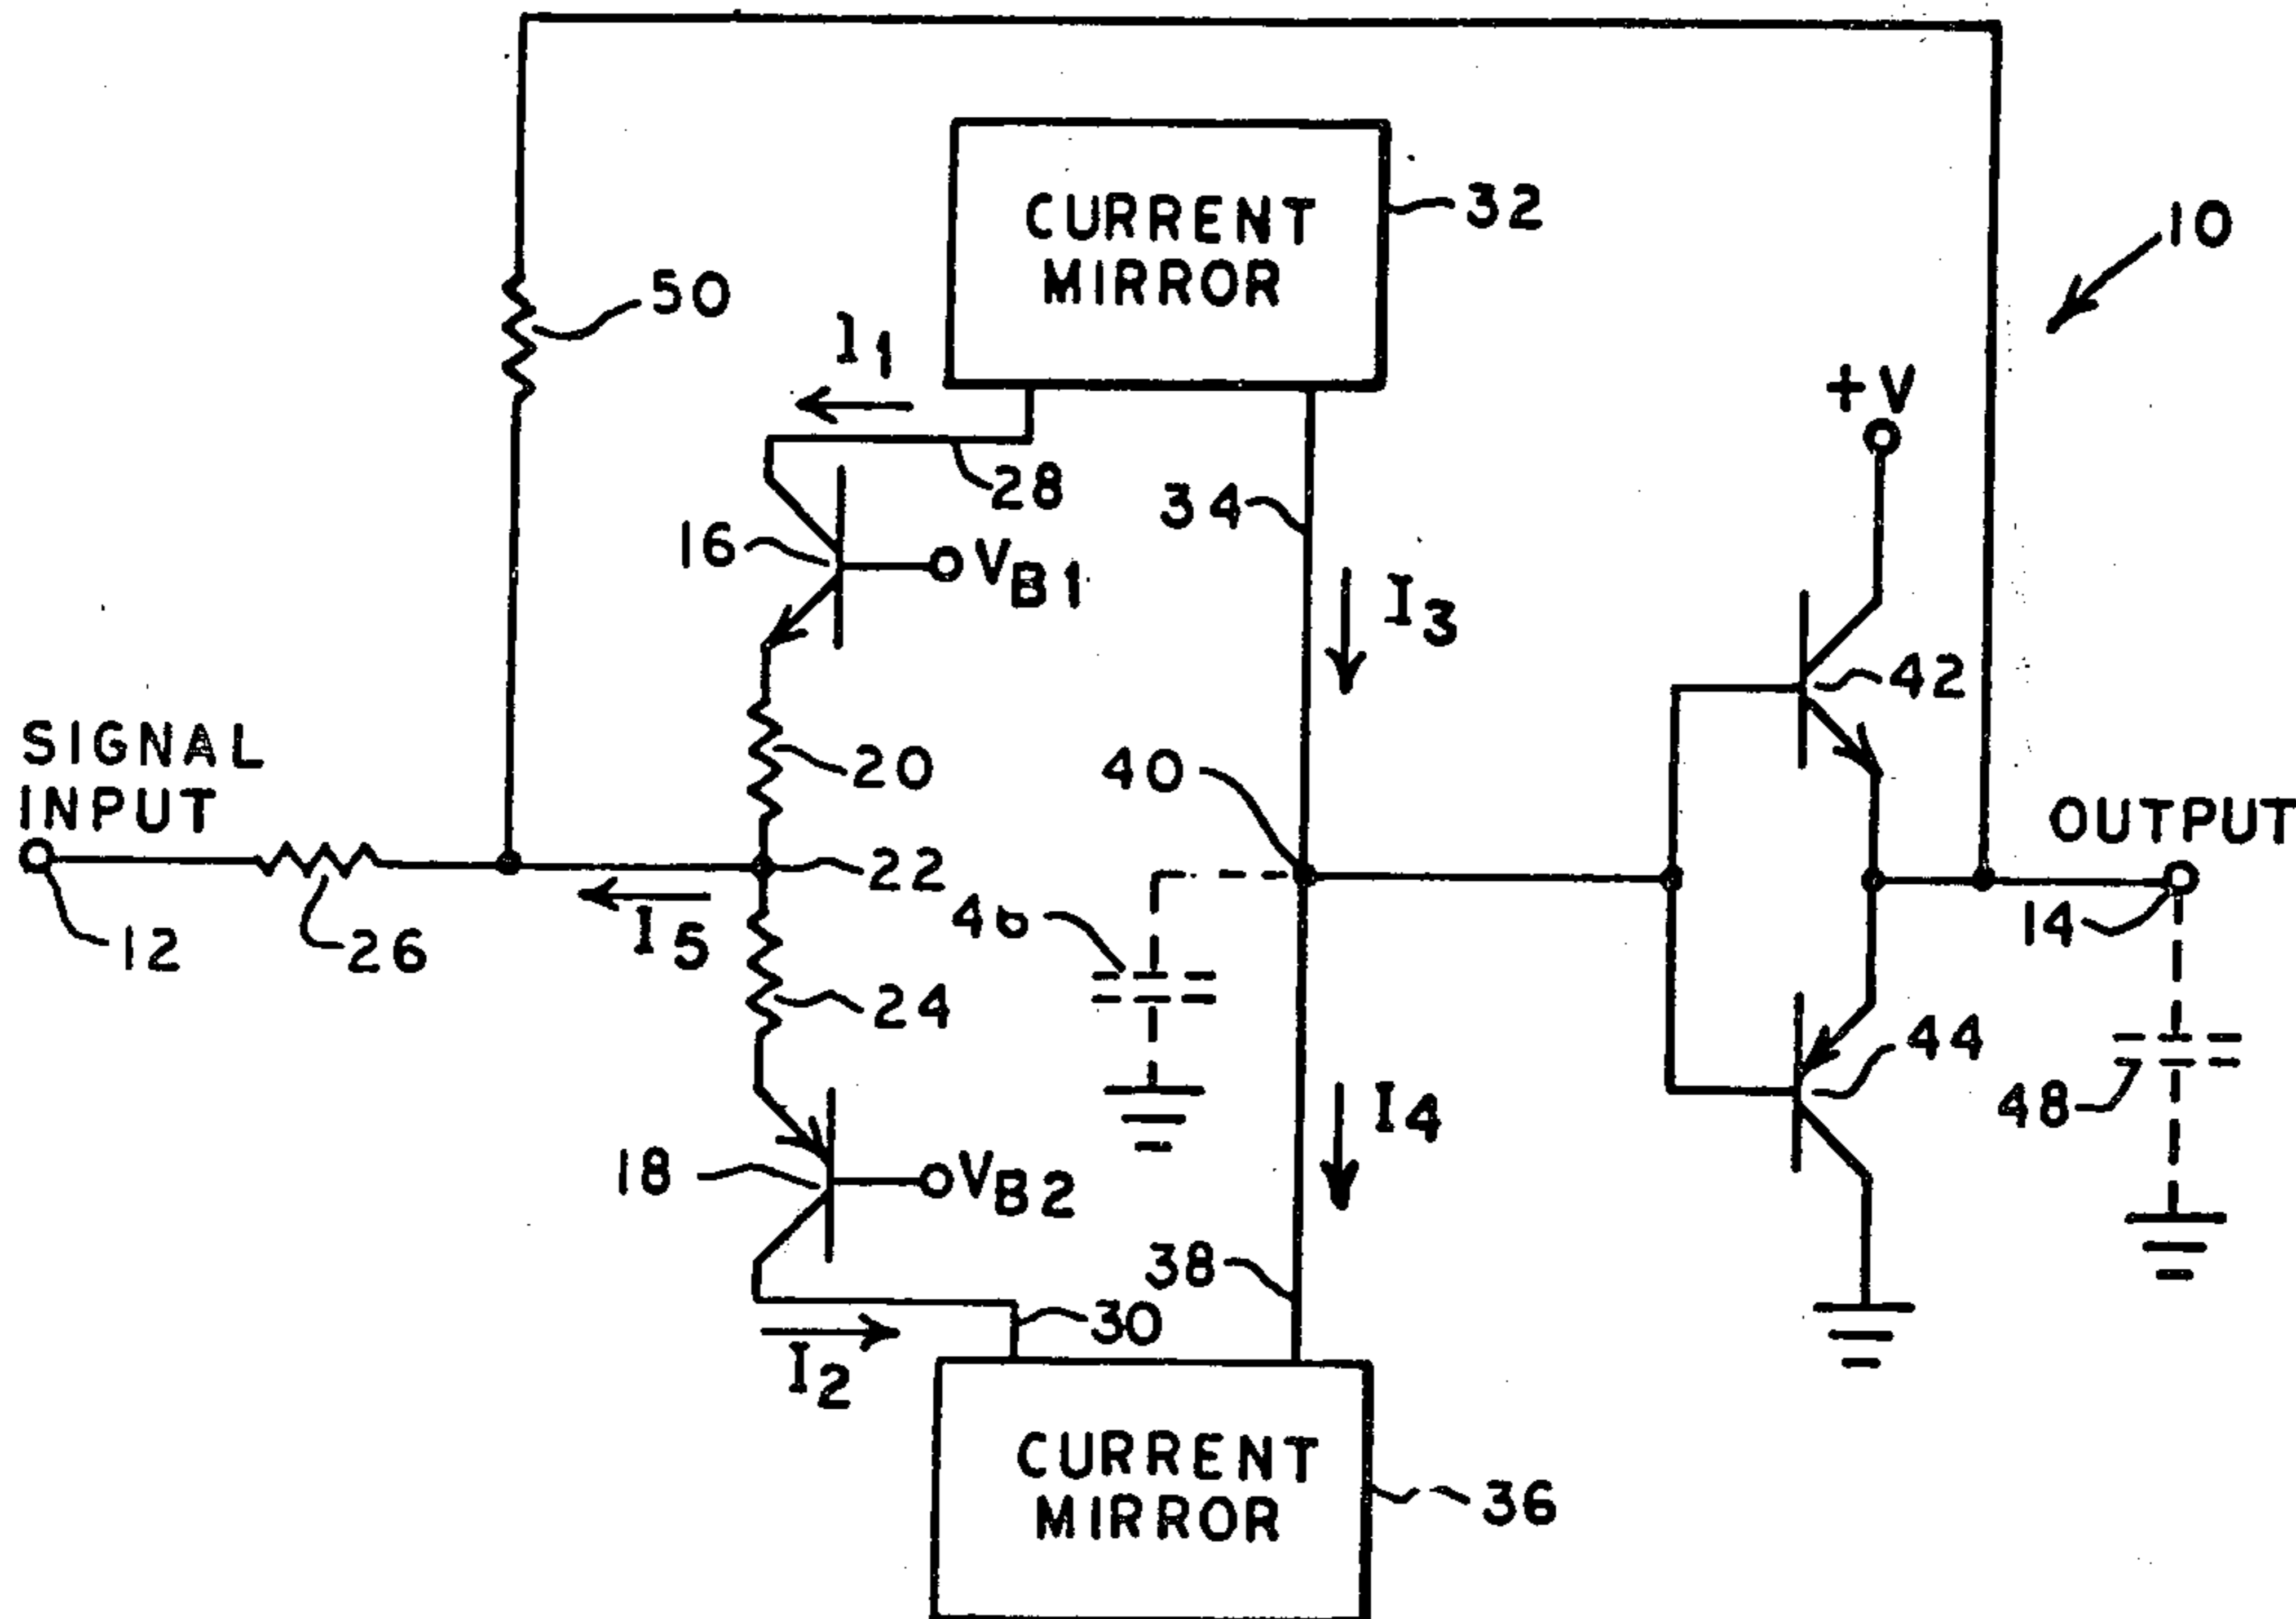 CURRENT
MIRROR
32
10
50
I1
+V
28
34
16
VB1
I3
42
SIGNAL
INPUT
20
40
OUTPUT
22
46
14
12
26
I5
24
44
I4
48
18
VB2
38
30
I2
CURRENT
MIRROR
36